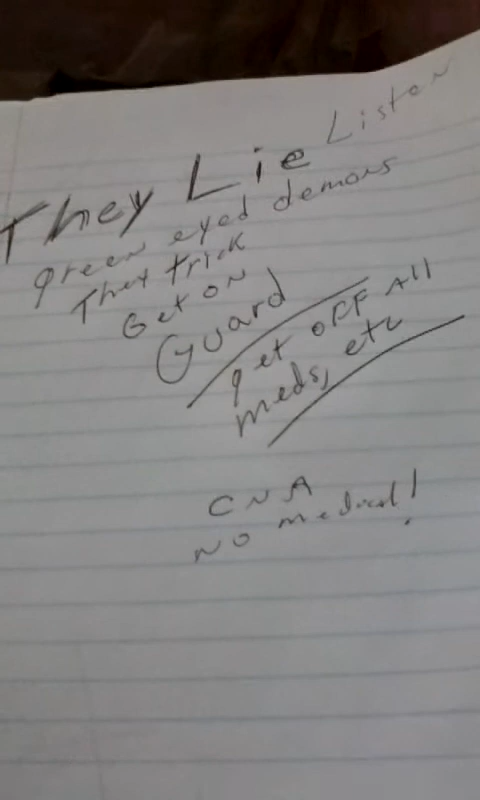 They Lie Listen
green eyed demons
They trick
Get on
Guard
get off All
meds, etc
CNA
No medical!